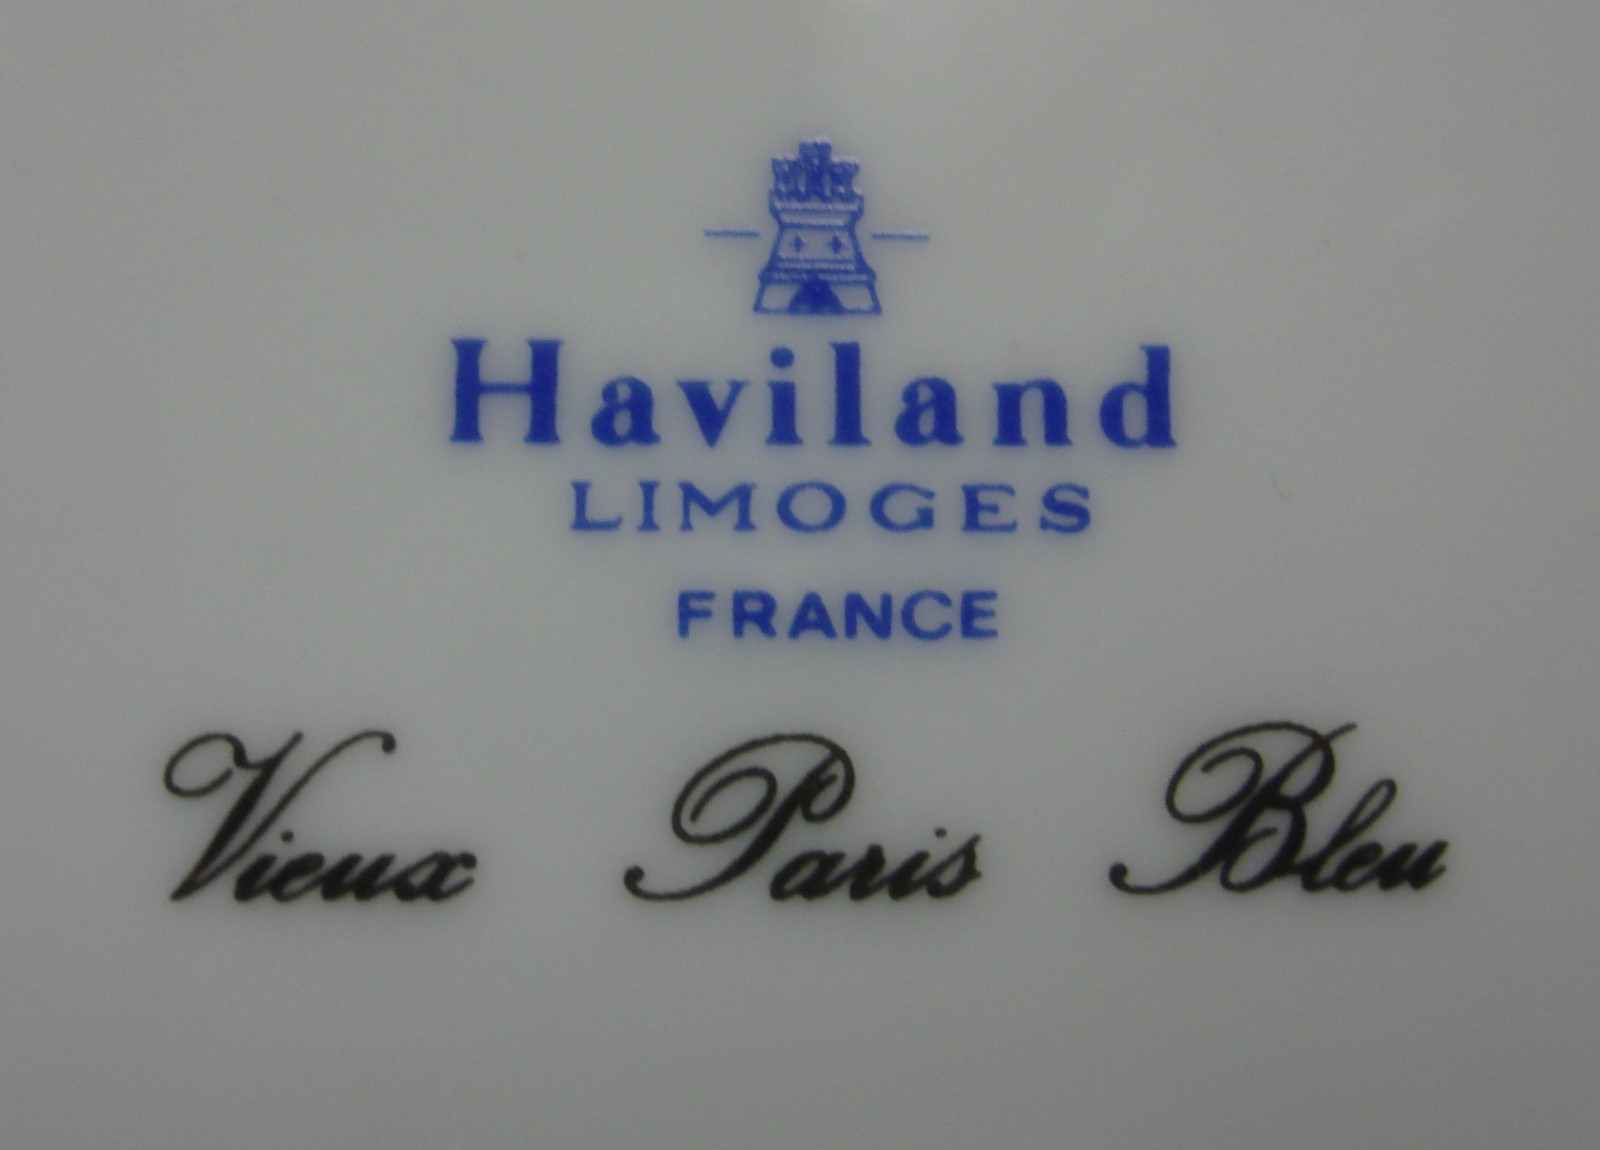 Haviland
LIMOGES
FRANCE
Vieux Paris Bleu